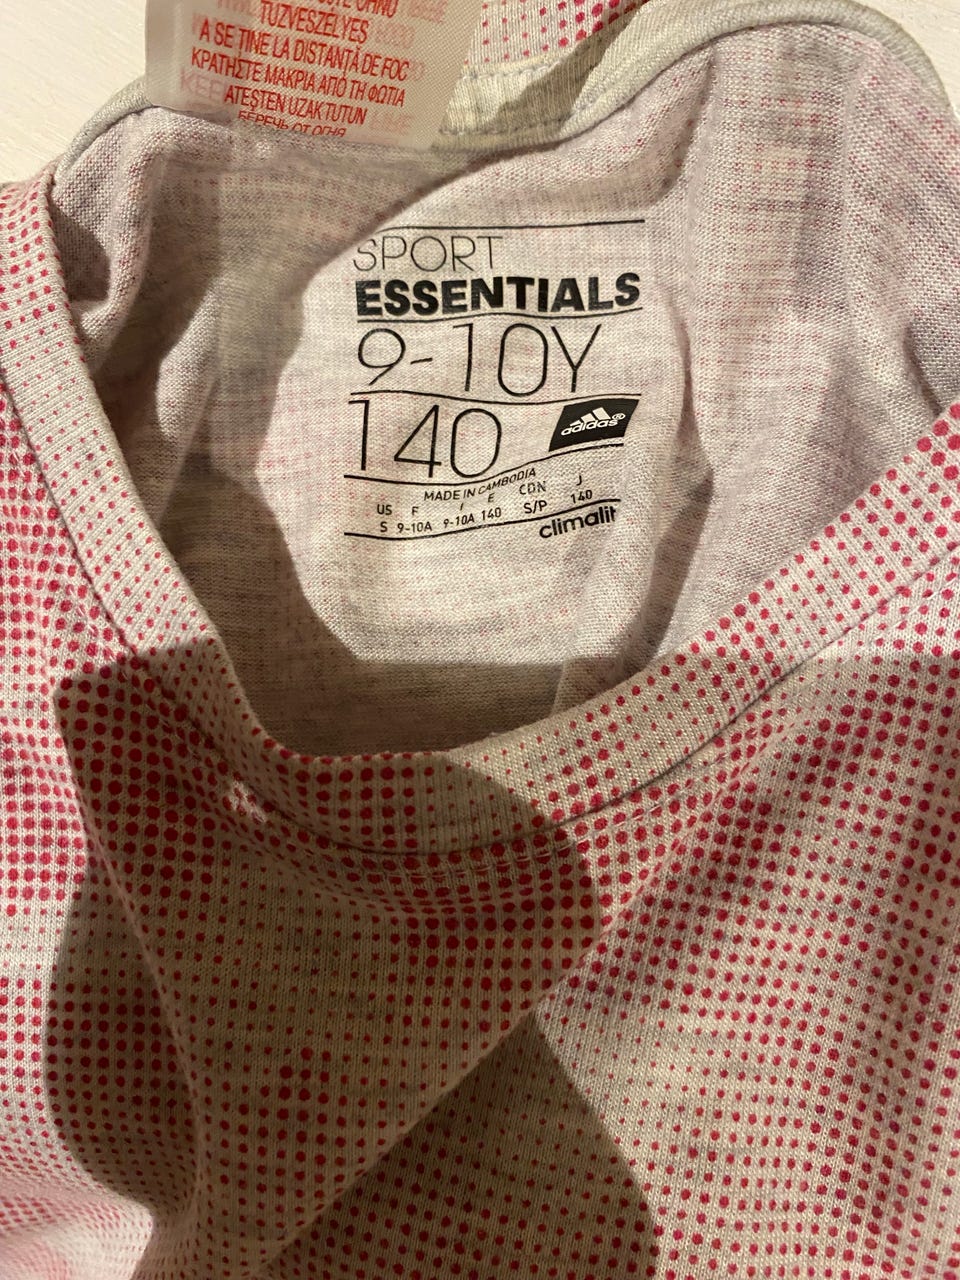 TUZVESZELYES
A SE TINE LA DISTANȚĂ DE FOC
ΚΡΑΤΗΣΤΕ ΜΑΚΡΙΑ ΑΠΟ ΤΗ ΦΩΤΙΑ
ATEŞTEN UZAK TUTUN
БЕРЕЧЬ ОТ ОГНЯ
SPORT
ESSENTIALS
9-10Y
140
adidas®
MADE IN CAMBODIA
US F I E CDN J
S 9-10A 9-10A 140 S/P 140
climalit